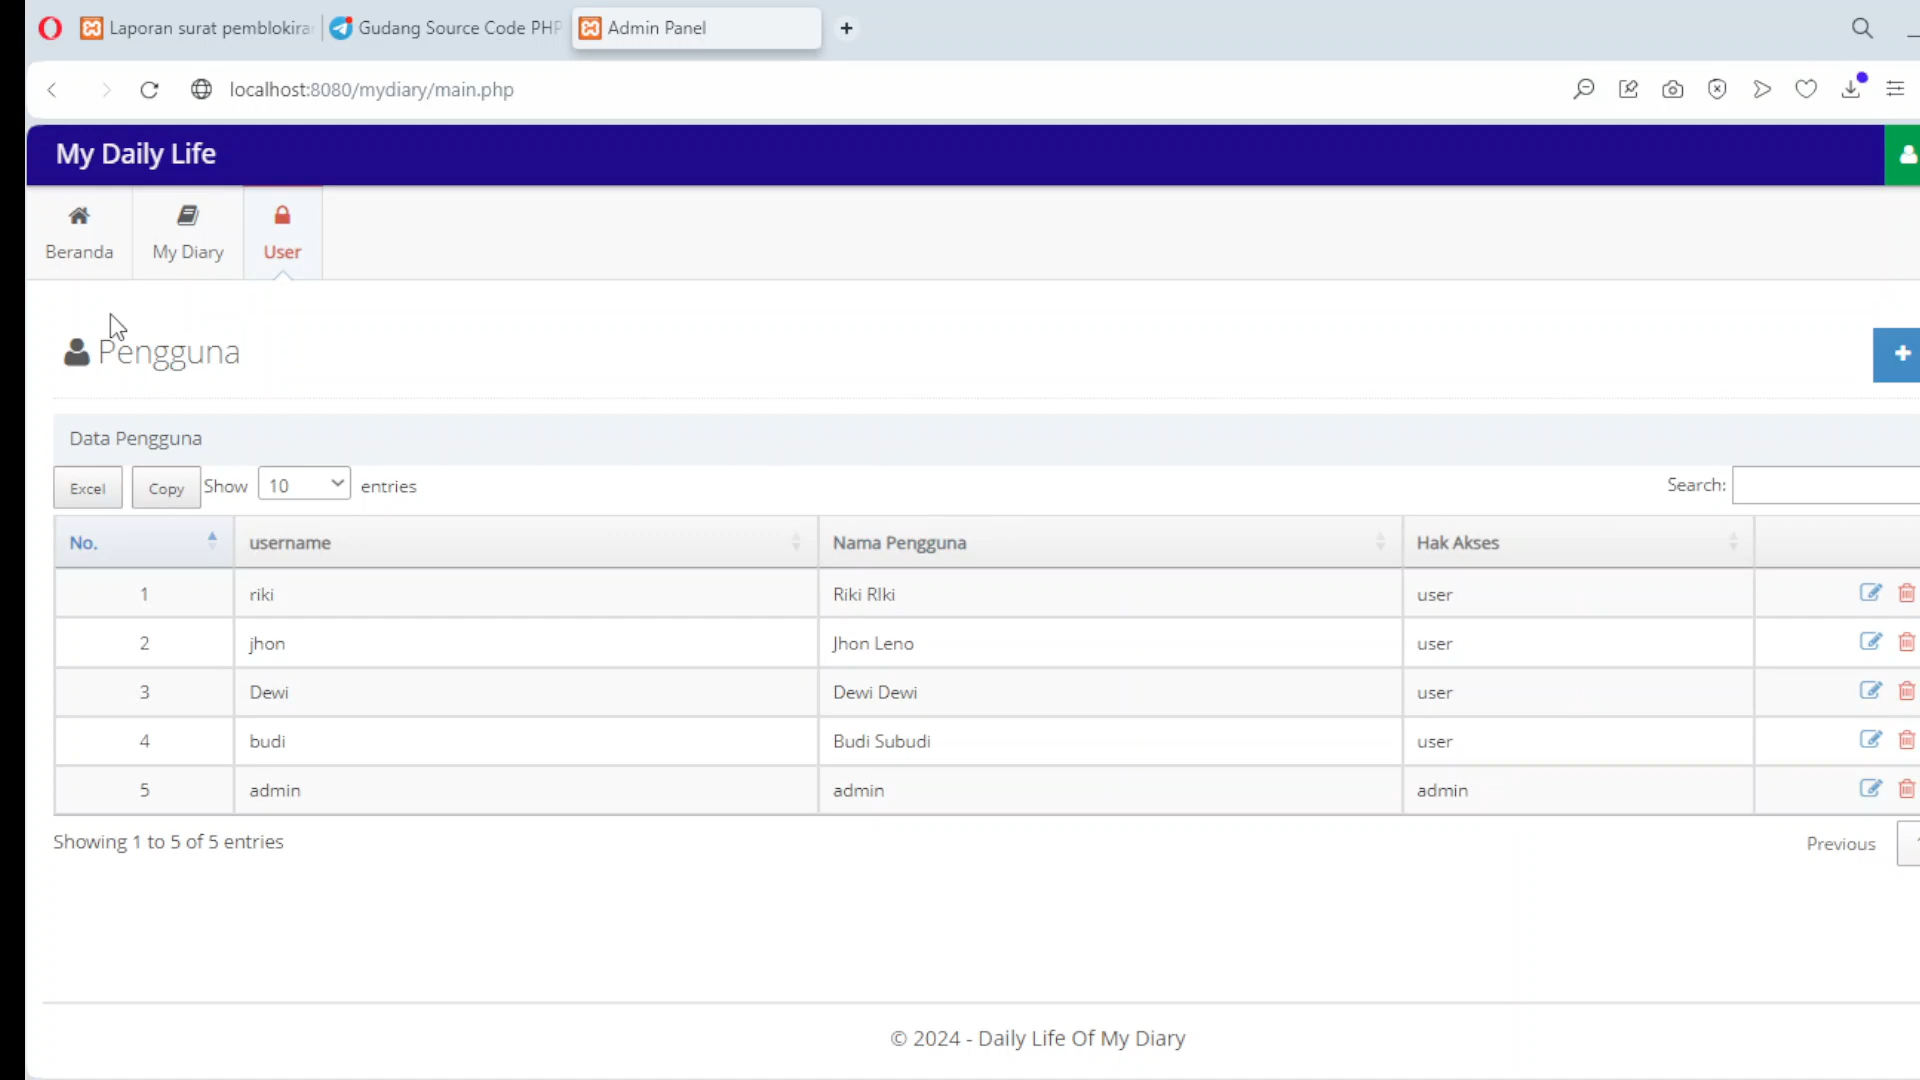 Laporan surat pemblokira
Gudang Source Code PHP
Admin Panel
localhost:8080/mydiary/main.php
My Daily Life
Beranda
My Diary
User
Pengguna
Data Pengguna
Excel
Copy
Show
10
entries
Search:
No.
username
Nama Pengguna
Hak Akses
1
riki
Riki RIki
user
2
jhon
Jhon Leno
user
3
Dewi
Dewi Dewi
user
4
budi
Budi Subudi
user
5
admin
admin
admin
Showing 1 to 5 of 5 entries
Previous
© 2024 - Daily Life Of My Diary